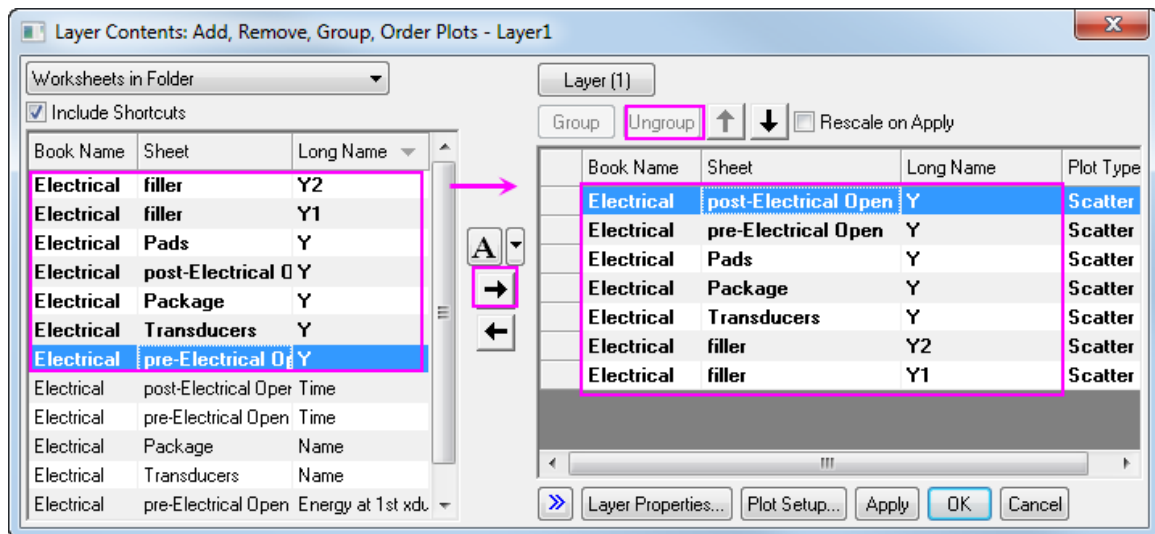 Layer Contents: Add, Remove, Group, Order Plots - Layer1
x
Worksheets in Folder
Include Shortcuts
Book Name Sheet Long Name
Electrical filler Y2
Electrical filler Y1
Electrical Pads Y
Electrical post-Electrical O Y
Electrical Package Y
Electrical Transducers Y
Electrical pre-Electrical Op Y
Electrical post-Electrical Oper Time
Electrical pre-Electrical Open Time
Electrical Package Name
Electrical Transducers Name
Electrical pre-Electrical Open Energy at 1st xdu
A
Layer (1)
Group Ungroup Rescale on Apply
Book Name Sheet Long Name Plot Type
Electrical post-Electrical Open Y Scatter
Electrical pre-Electrical Open Y Scatter
Electrical Pads Y Scatter
Electrical Package Y Scatter
Electrical Transducers Y Scatter
Electrical filler Y2 Scatter
Electrical filler Y1 Scatter
Layer Properties... Plot Setup... Apply OK Cancel